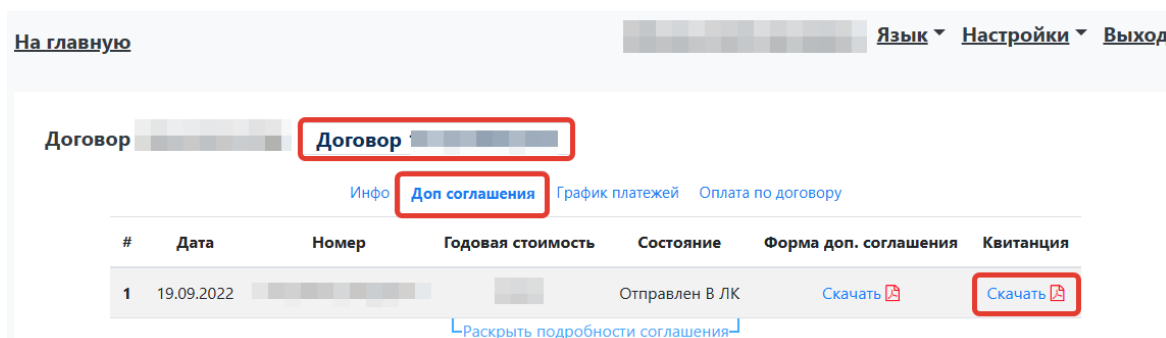 На главную Язык Настройки Выход
Договор Договор
Инфо Доп соглашения График платежей Оплата по договору
# Дата Номер Годовая стоимость Состояние Форма доп. соглашения Квитанция
1 19.09.2022 Отправлен В ЛК Скачать Скачать
Раскрыть подробности соглашения